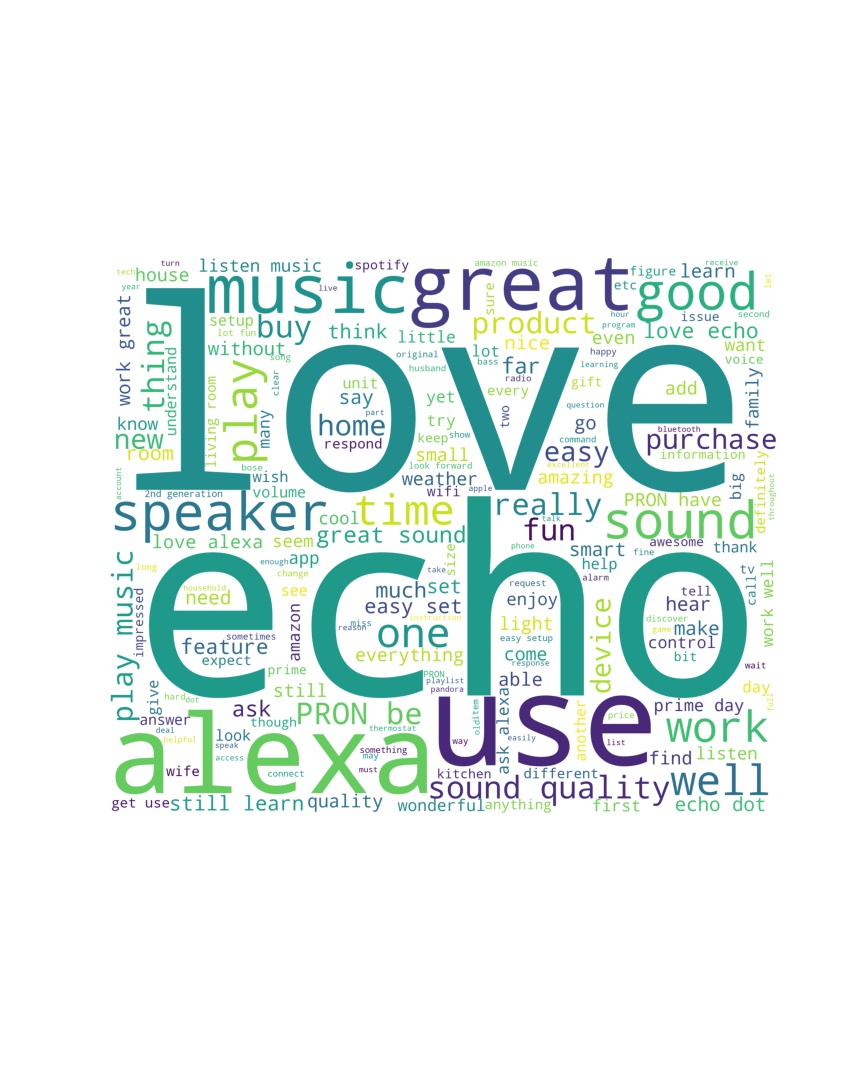 turn
listen music
spotify
amazon music
receive
tech
house
live
figure
learn
let
year
music
great
sure
etc
good
work great
setup
lot fun
buy
think
little
product
hour
program
issue
second
love echo
thing
understand
without
song
love
original
lot
bass
nice
even
happy
want
voice
play
clear
husband
far
radio
learning
living room
unit
say
yet
every
gift
add
family
know
many
home
part
try
two
question
go
bluetooth
new
respond
keep
show
command
purchase
room
small
easy
information
account
bose
wish
look forward
weather
excellent
amazing
big
definitely
throughout
2nd generation
volume
wifi
apple
speaker
cool
time
really
PRON have
sound
talk
fun
love alexa
seem
great sound
phone
smart
fine
awesome
thank
play music
long
enough
app
size
echo
help
tv
call
work well
change
take
alarm
household
need
see
much
set
request
tell
impressed
amazon
easy set
instruction
enjoy
hear
miss
reason
light
device
discover
game
make
feature
sometimes
one
easy setup
control
expect
everything
come
response
bit
wait
prime
PRON
playlist
pandora
able
day
full
give
hard
dot
still
ask
PRON be
use
olditem
ask alexa
another
price
prime day
answer
though
thermostat
work
deal
helpful
look
speak
access
alexa
something
may
must
way
easily
list
find
listen
wife
connect
kitchen
different
well
sound quality
get use
still learn
quality
wonderful
anything
first
echo dot